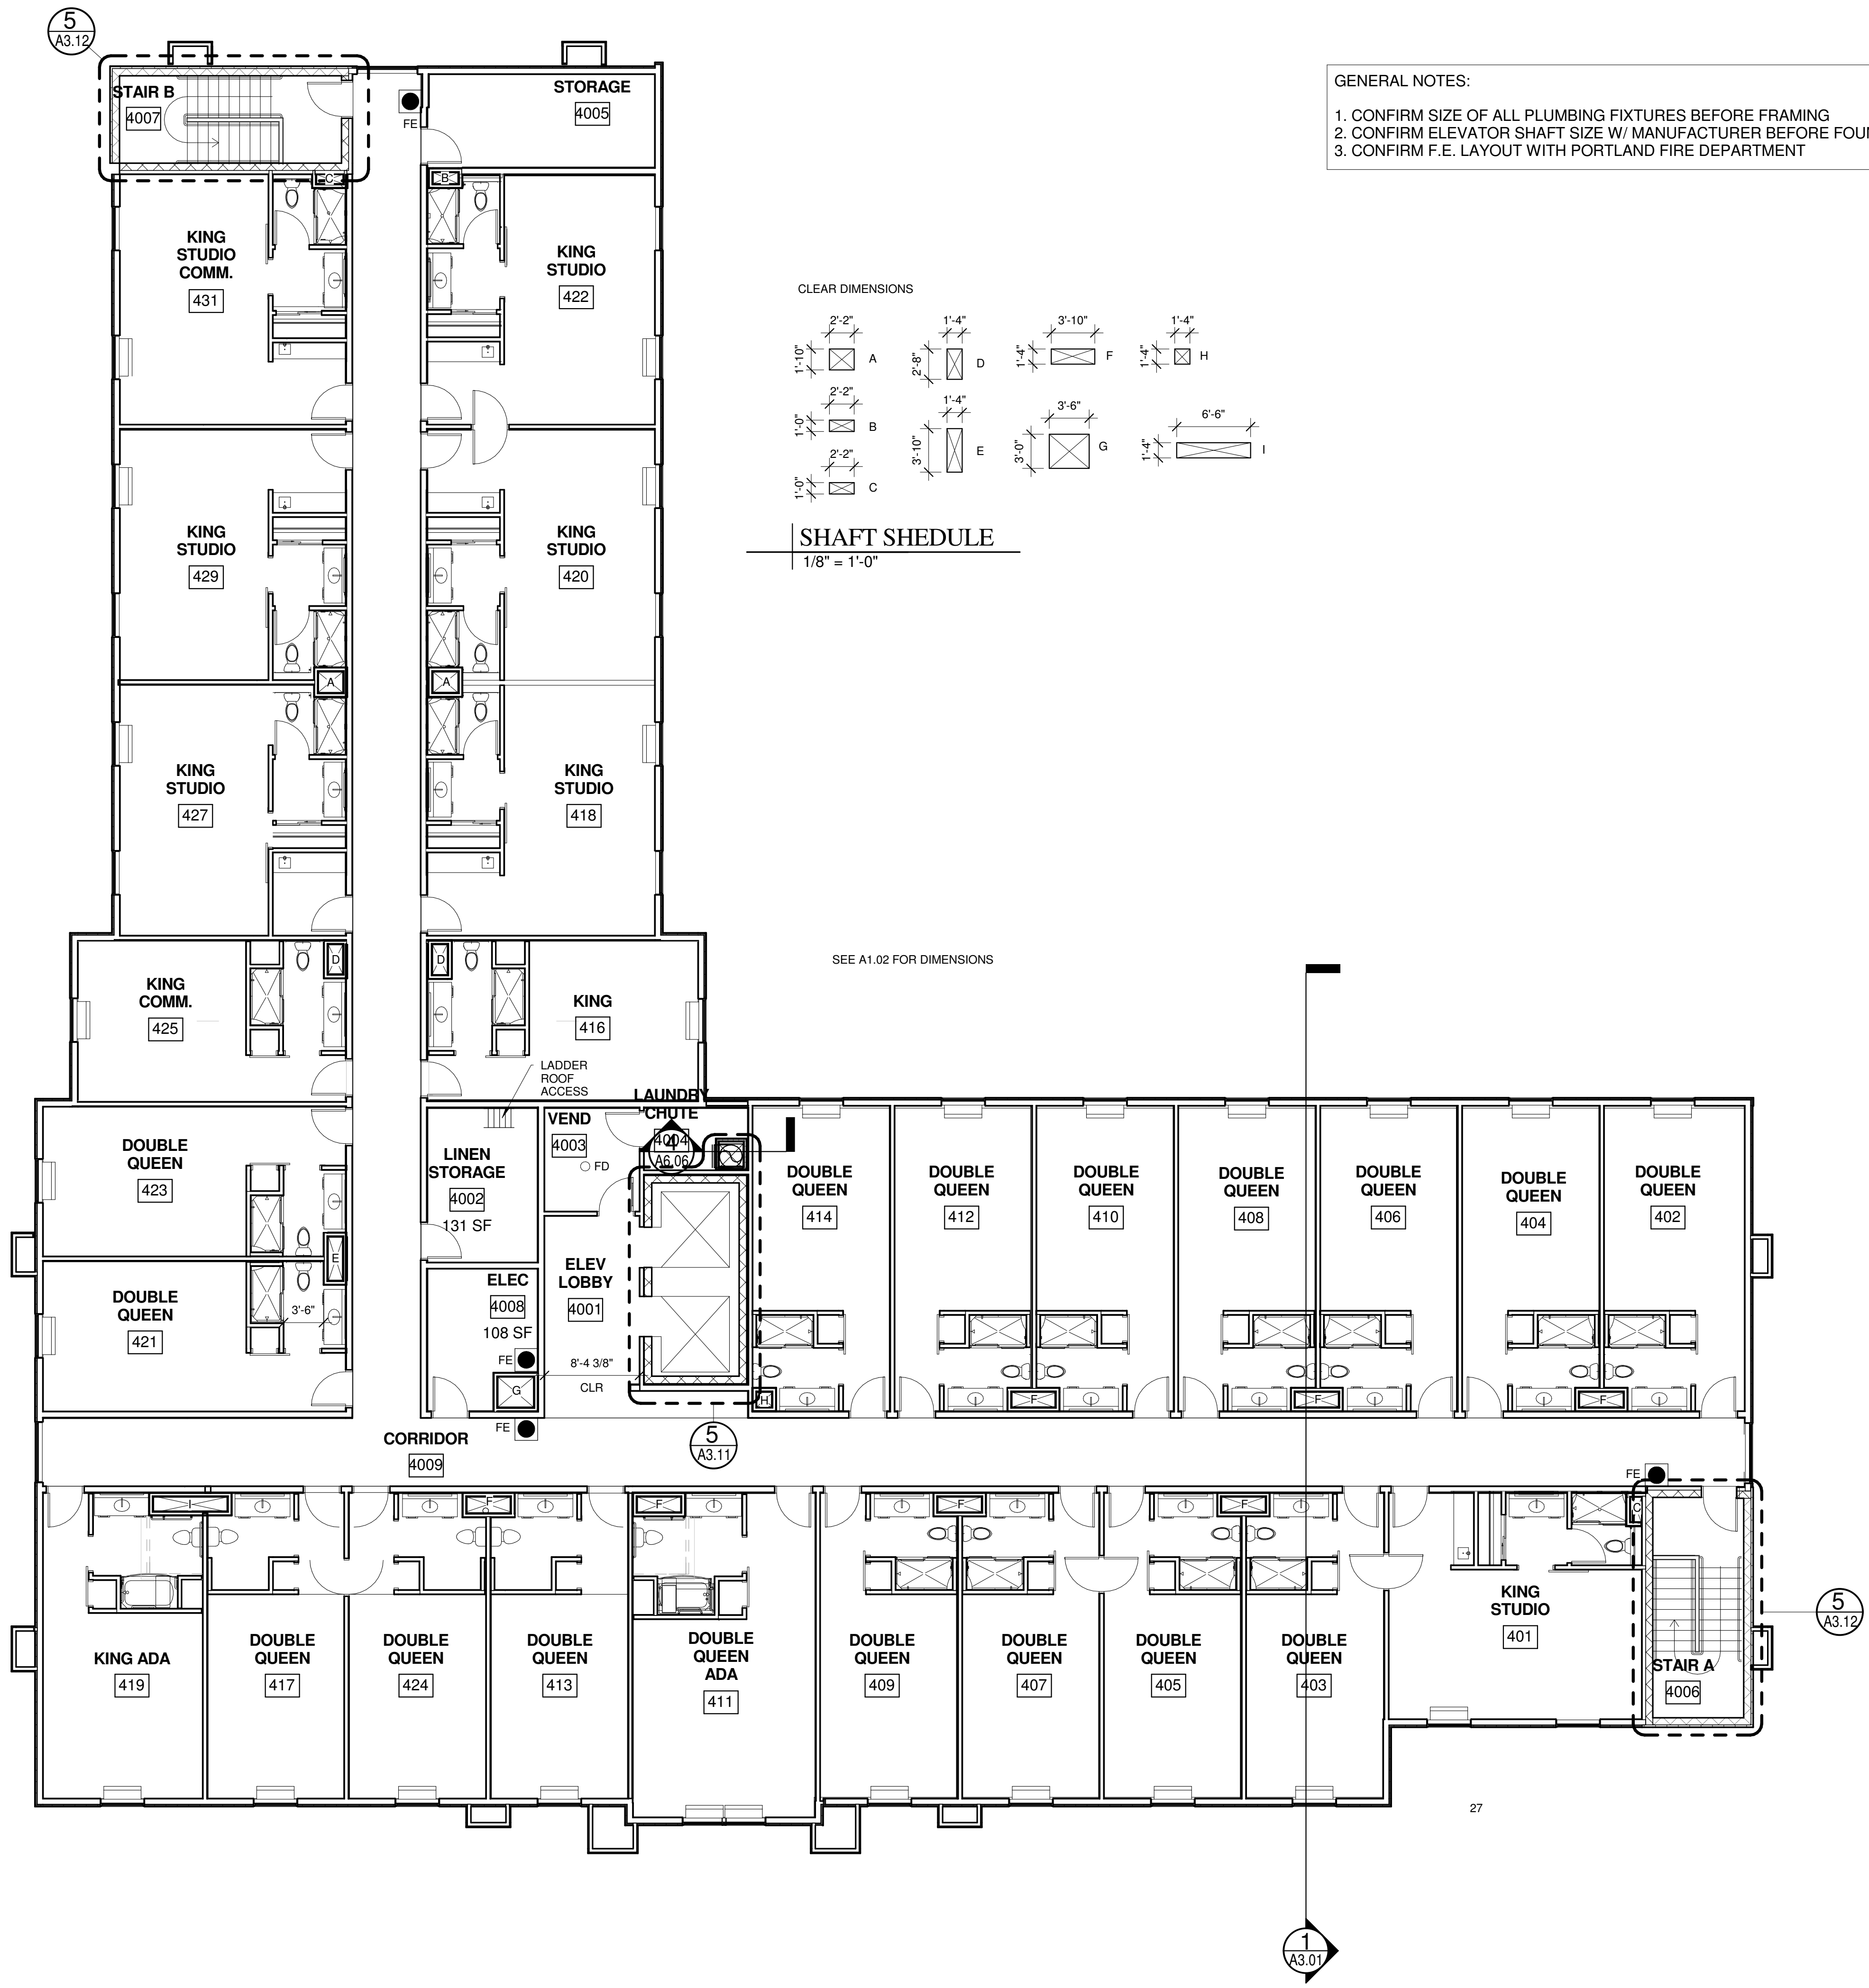 5
A3.12
STAIR B
4007
FE
STORAGE
4005
GENERAL NOTES:
1. CONFIRM SIZE OF ALL PLUMBING FIXTURES BEFORE FRAMING
2. CONFIRM ELEVATOR SHAFT SIZE W/ MANUFACTURER BEFORE FOU
3. CONFIRM F.E. LAYOUT WITH PORTLAND FIRE DEPARTMENT
C
B
KING
STUDIO
COMM.
431
KING
STUDIO
422
CLEAR DIMENSIONS
2'-2"
1'-10"
A
1'-4"
2'-8"
D
3'-10"
1'-4"
F
1'-4"
1'-4"
H
2'-2"
1'-0"
B
1'-4"
3'-10"
E
3'-6"
3'-0"
G
6'-6"
1'-4"
I
2'-2"
1'-0"
C
SHAFT SHEDULE
1/8" = 1'-0"
KING
STUDIO
429
KING
STUDIO
420
A
A
KING
STUDIO
427
KING
STUDIO
418
SEE A1.02 FOR DIMENSIONS
D
D
KING
COMM.
425
KING
416
LADDER
ROOF
ACCESS
LAUNDRY
CHUTE
4004
4
A6.06
VEND
4003
FD
DOUBLE
QUEEN
423
LINEN
STORAGE
4002
131 SF
E
DOUBLE
QUEEN
421
3'-6"
ELEC
4008
108 SF
FE
G
FE
ELEV
LOBBY
4001
8'-4 3/8"
CLR
DOUBLE
QUEEN
414
DOUBLE
QUEEN
412
DOUBLE
QUEEN
410
DOUBLE
QUEEN
408
DOUBLE
QUEEN
406
DOUBLE
QUEEN
404
DOUBLE
QUEEN
402
H
F
F
F
CORRIDOR
4009
5
A3.11
FE
I
F
F
F
F
C
KING ADA
419
DOUBLE
QUEEN
417
DOUBLE
QUEEN
424
DOUBLE
QUEEN
413
DOUBLE
QUEEN
ADA
411
DOUBLE
QUEEN
409
DOUBLE
QUEEN
407
DOUBLE
QUEEN
405
DOUBLE
QUEEN
403
KING
STUDIO
401
STAIR A
4006
5
A3.12
27
1
A3.01